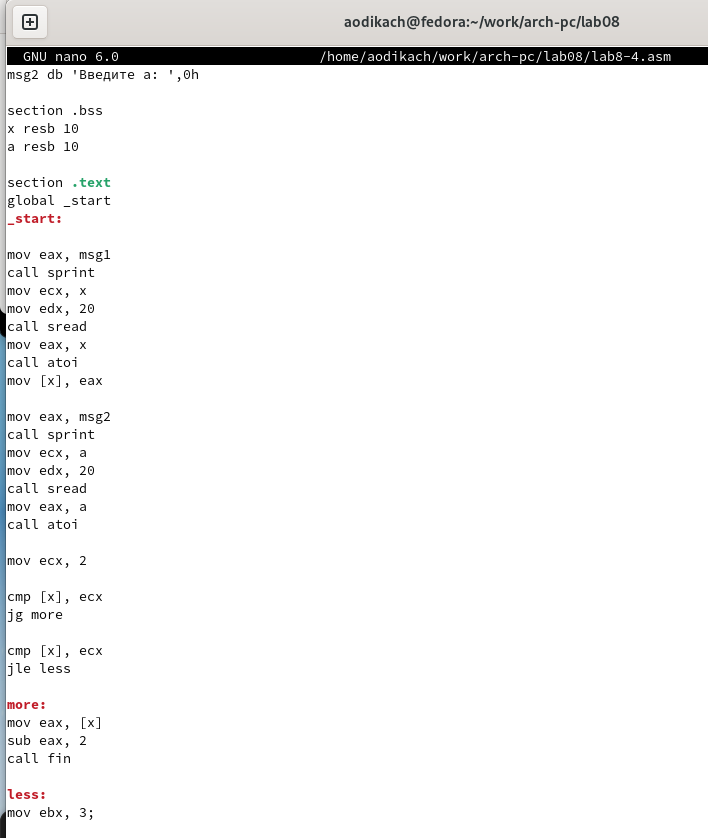 aodikach@fedora:~/work/arch-pc/lab08
GNU nano 6.0 /home/aodikach/work/arch-pc/lab08/lab8-4.asm
msg2 db 'Введите а: ',0h
section .bss
x resb 10
a resb 10
section .text
global _start
_start:
mov eax, msg1
call sprint
mov ecx, x
mov edx, 20
call sread
mov eax, x
call atoi
mov [x], eax
mov eax, msg2
call sprint
mov ecx, a
mov edx, 20
call sread
mov eax, a
call atoi
mov ecx, 2
cmp [x], ecx
jg more
cmp [x], ecx
jle less
more:
mov eax, [x]
sub eax, 2
call fin
less:
mov ebx, 3;